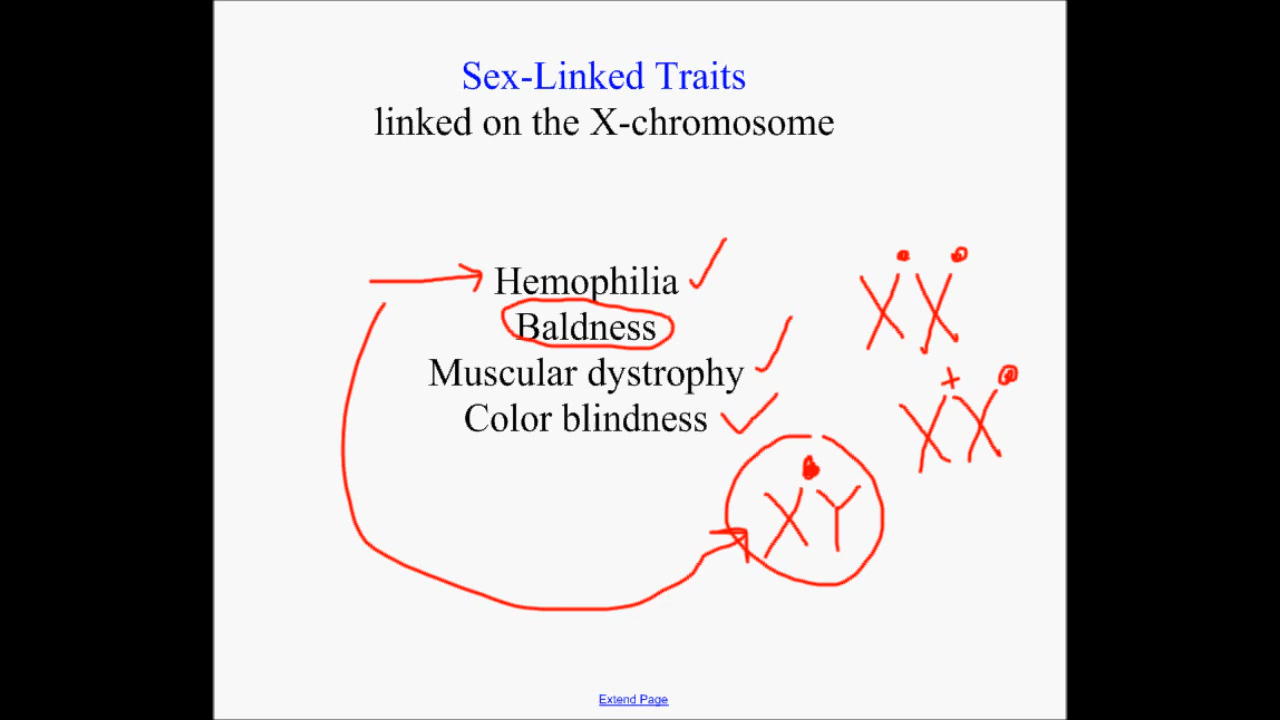 Sex-Linked Traits
linked on the X-chromosome
Hemophilia
Baldness
Muscular dystrophy
Color blindness
XX
+
XX
XY
Extend Page